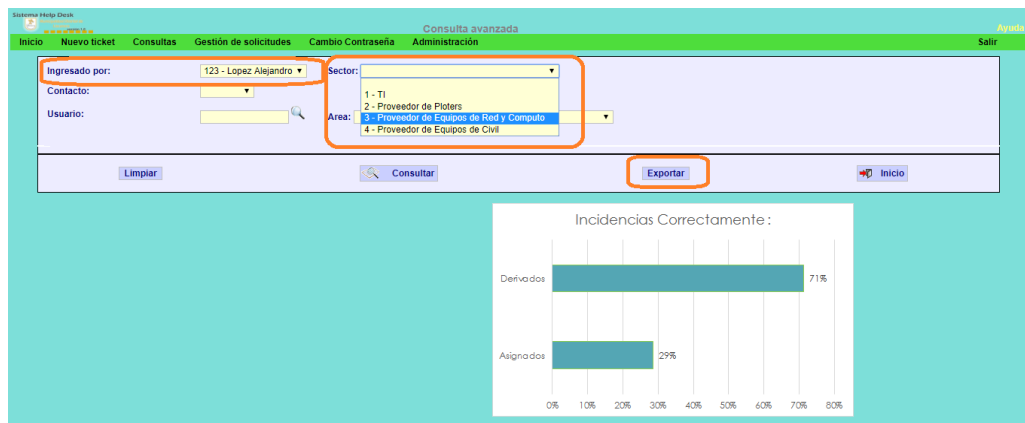 Sistema Help Desk
Consulta avanzada
Ayuda
Inicio Nuevo ticket Consultas Gestión de solicitudes Cambio Contraseña Administración Salir
Ingresado por: 123 - Lopez Alejandro Sector:
Contacto:
1 - TI
2 - Proveedor de Ploters
Usuario: Area:
3 - Proveedor de Equipos de Red y Computo
4 - Proveedor de Equipos de Civil
Limpiar Consultar Exportar Inicio
Incidencias Correctamente :
Derivados 71%
Asignados 29%
0% 10% 20% 30% 40% 50% 60% 70% 80%